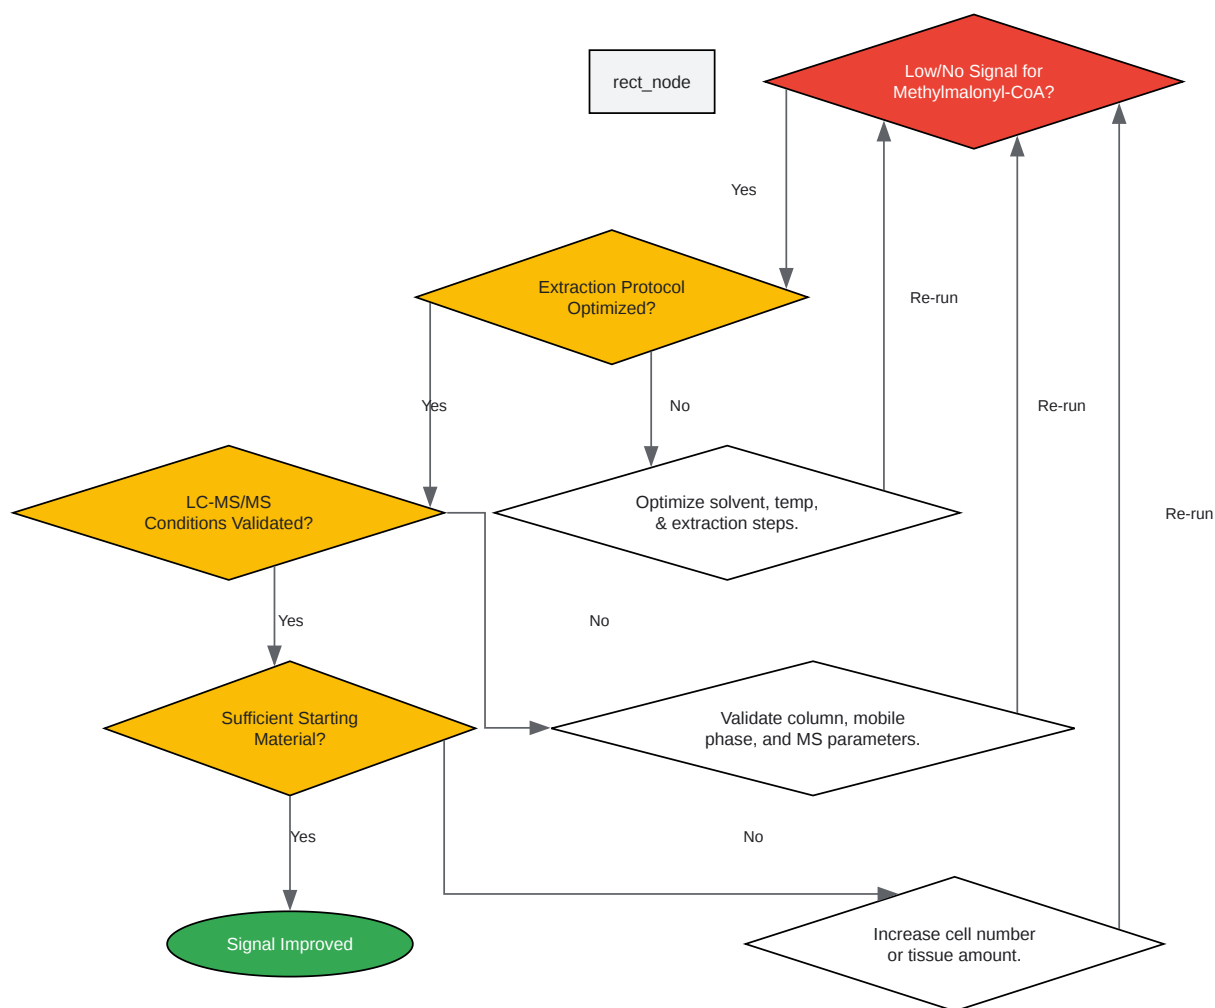 Low/No Signal for
Methylmalonyl-CoA?
rect_node
Yes
Extraction Protocol
Optimized?
Re-run
Yes
No
Re-run
LC-MS/MS
Conditions Validated?
Optimize solvent, temp,
& extraction steps.
Re-run
Yes
No
Sufficient Starting
Material?
Validate column, mobile
phase, and MS parameters.
Yes
No
Signal Improved
Increase cell number
or tissue amount.